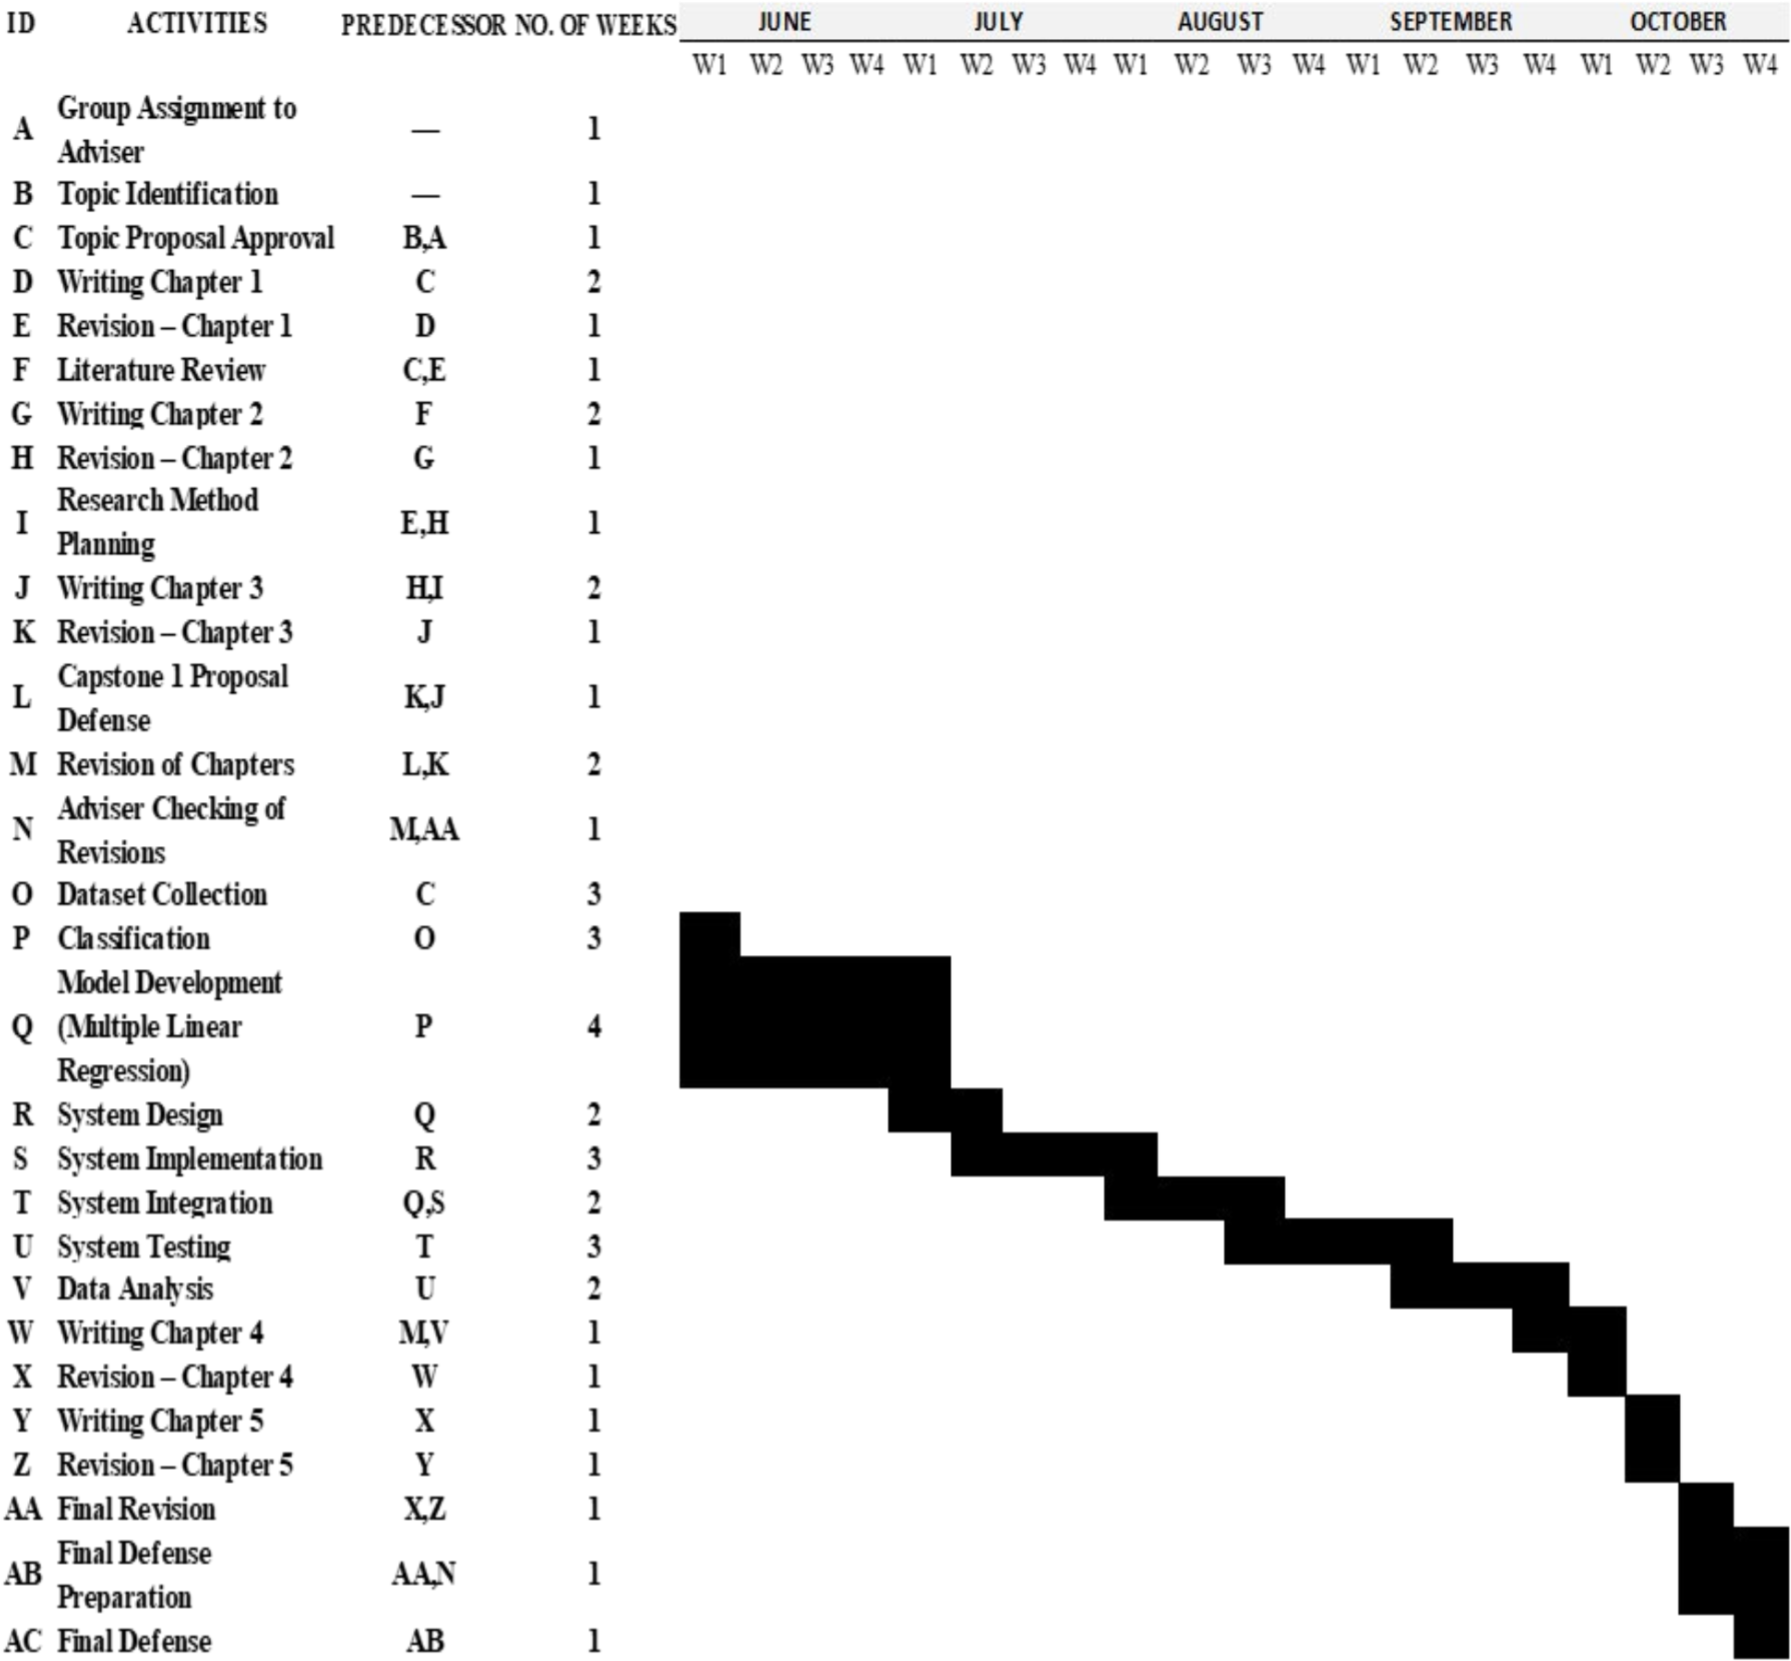 ID ACTIVITIES PREDECESSOR NO. OF WEEKS JUNE JULY AUGUST SEPTEMBER OCTOBER
W1 W2 W3 W4 W1 W2 W3 W4 W1 W2 W3 W4 W1 W2 W3 W4 W1 W2 W3 W4
A Group Assignment to Adviser — 1
B Topic Identification — 1
C Topic Proposal Approval B,A 1
D Writing Chapter 1 C 2
E Revision – Chapter 1 D 1
F Literature Review C,E 1
G Writing Chapter 2 F 2
H Revision – Chapter 2 G 1
I Research Method Planning E,H 1
J Writing Chapter 3 H,I 2
K Revision – Chapter 3 J 1
L Capstone 1 Proposal Defense K,J 1
M Revision of Chapters L,K 2
N Adviser Checking of Revisions M,AA 1
O Dataset Collection C 3
P Classification O 3
Q Model Development (Multiple Linear Regression) P 4
R System Design Q 2
S System Implementation R 3
T System Integration Q,S 2
U System Testing T 3
V Data Analysis U 2
W Writing Chapter 4 M,V 1
X Revision – Chapter 4 W 1
Y Writing Chapter 5 X 1
Z Revision – Chapter 5 Y 1
AA Final Revision X,Z 1
AB Final Defense Preparation AA,N 1
AC Final Defense AB 1